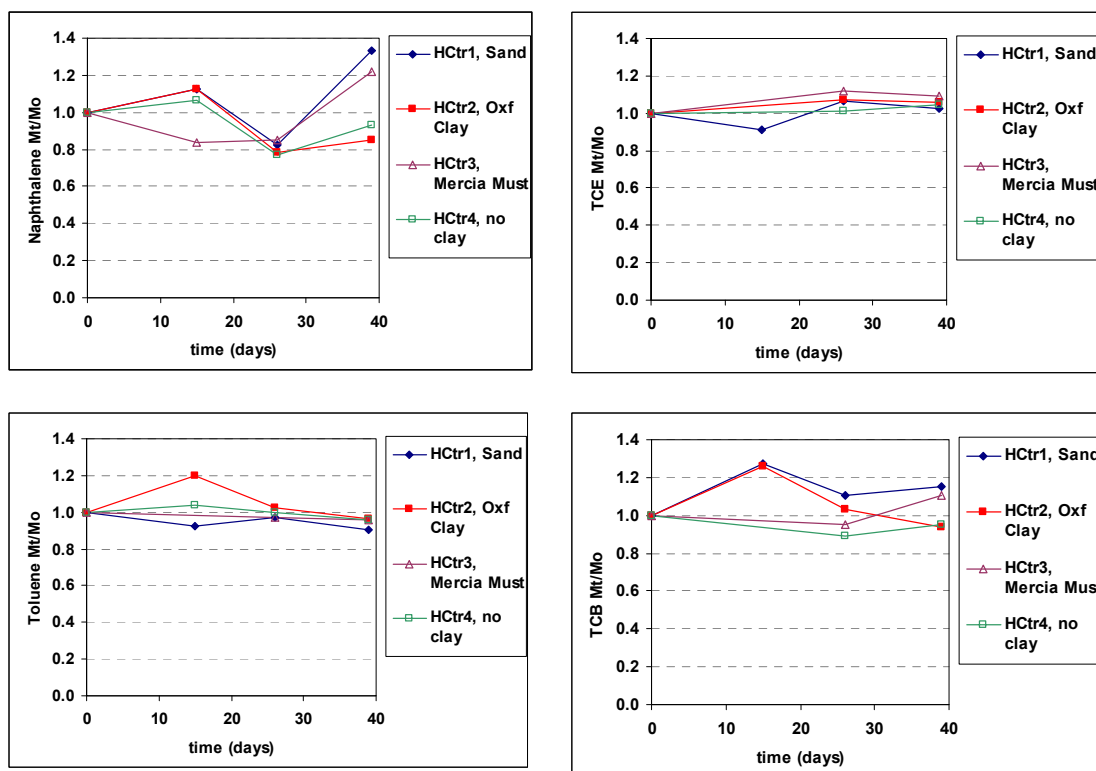 1.4
1.2
1.0
0.8
0.6
0.4
0.2
0.0
0 10 20 30 40
time (days)
Naphthalene Mt/Mo
HCtr1, Sand
HCtr2, Oxf
Clay
HCtr3,
Mercia Must
HCtr4, no
clay
1.4
1.2
1.0
0.8
0.6
0.4
0.2
0.0
0 10 20 30 40
time (days)
TCE Mt/Mo
HCtr1, Sand
HCtr2, Oxf
Clay
HCtr3,
Mercia Must
HCtr4, no
clay
1.4
1.2
1.0
0.8
0.6
0.4
0.2
0.0
0 10 20 30 40
time (days)
Toluene Mt/Mo
HCtr1, Sand
HCtr2, Oxf
Clay
HCtr3,
Mercia Must
HCtr4, no
clay
1.4
1.2
1.0
0.8
0.6
0.4
0.2
0.0
0 10 20 30 40
time (days)
TCB Mt/Mo
HCtr1, Sand
HCtr2, Oxf
Clay
HCtr3,
Mercia Must
HCtr4, no
clay